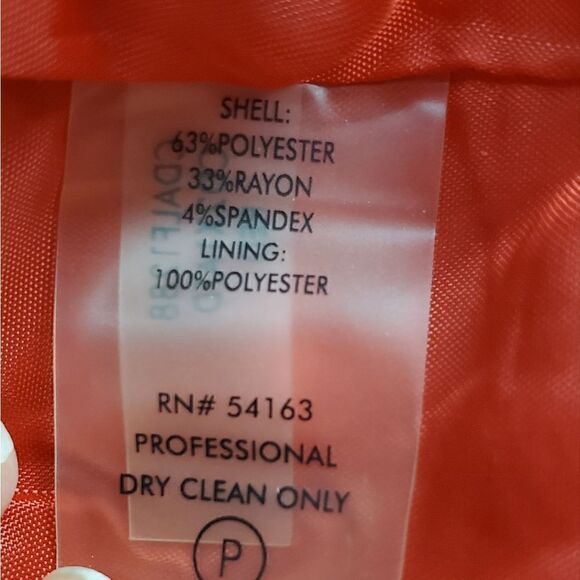 SHELL:
63%POLYESTER
33%RAYON
4%SPANDEX
LINING:
100%POLYESTER
RN# 54163
PROFESSIONAL
DRY CLEAN ONLY
P